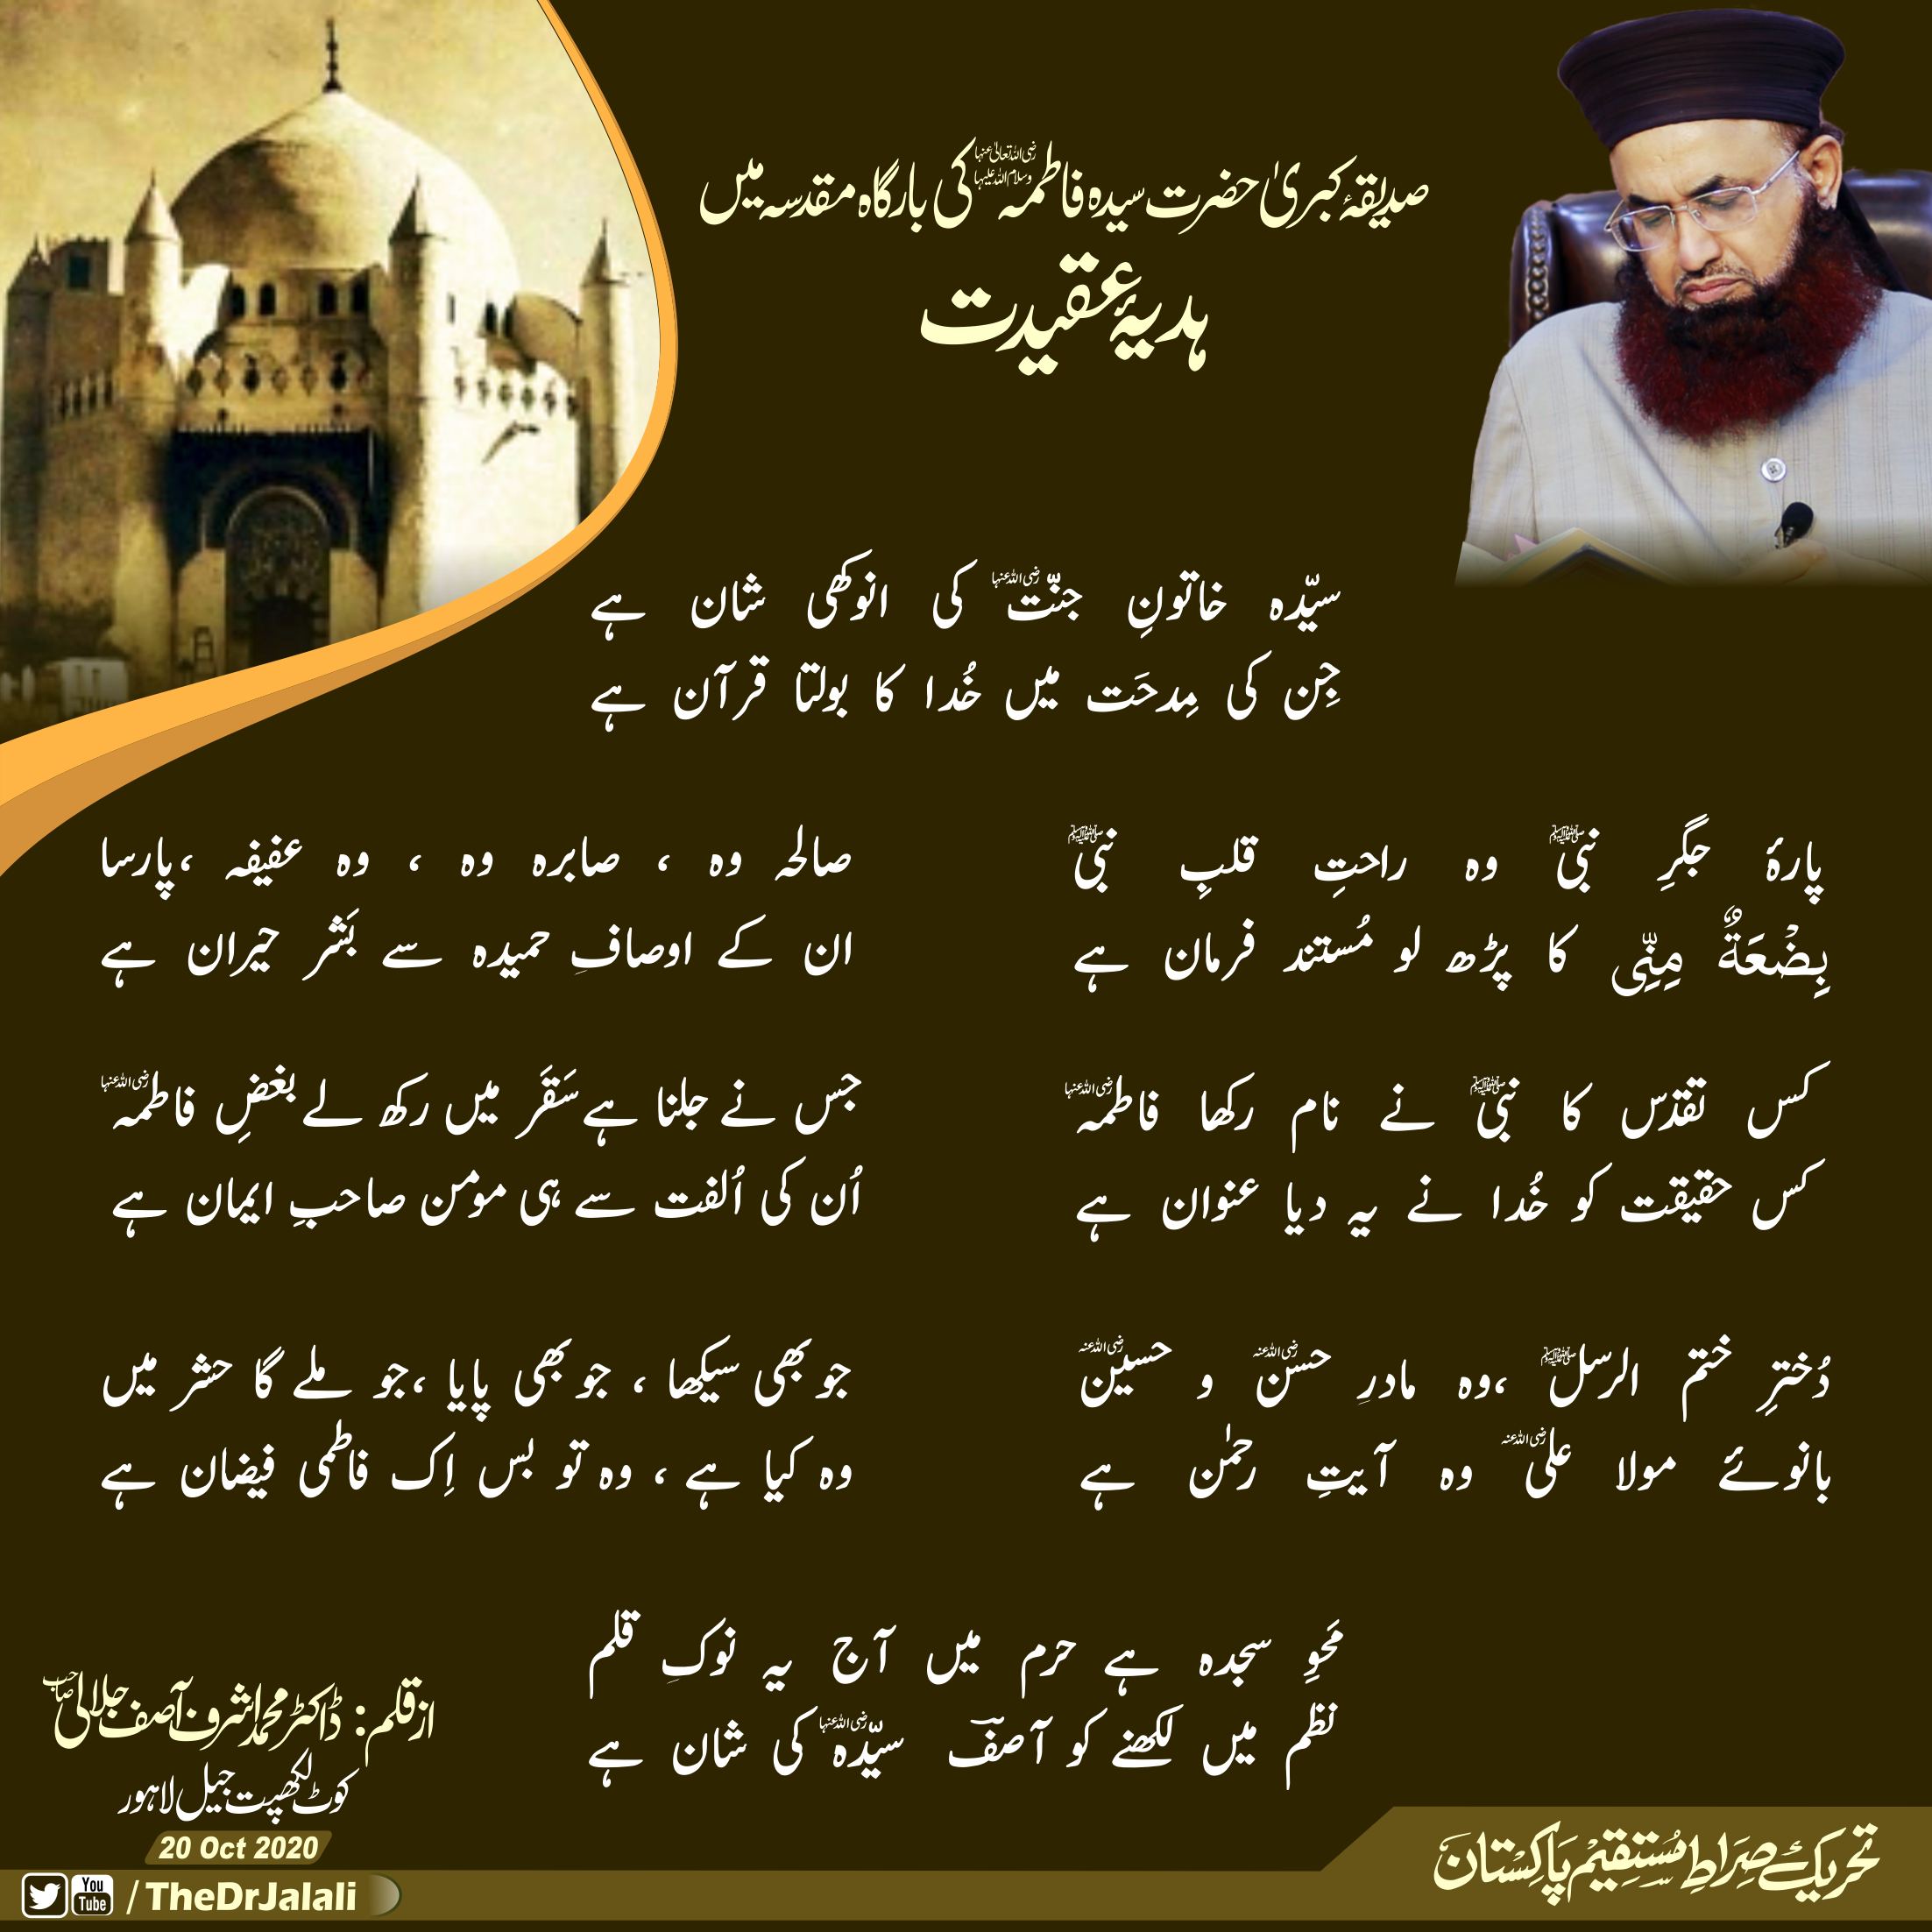 صدیقۂ کبریٰ حضرت سیدہ فاطمہ رضی اللہ تعالیٰ عنہا وسلام اللہ علیہا کی بارگاہ مقدسہ میں
ہدیۂ عقیدت
سیّدہ خاتونِ جنّت رضی اللہ عنہا کی انوکھی شان ہے
جِن کی مِدحَت میں خُدا کا بولتا قرآن ہے
پارۂ جگرِ نبی ﷺ وہ راحتِ قلبِ نبی ﷺ
بِضْعَةٌ مِنِّی کا پڑھ لو مُستند فرمان ہے
صالحہ وہ ، صابرہ وہ ، وہ عفیفہ ،پارسا
ان کے اوصافِ حمیدہ سے بَشر حیران ہے
کس تقدّس کا نبی ﷺ نے نام رکھا فاطمہ رضی اللہ عنہا
کس حقیقت کو خُدا نے یہ دیا عنوان ہے
جس نے جلنا ہے سَقَر میں رکھ لے بغضِ فاطمہ رضی اللہ عنہا
اُن کی اُلفت سے ہی مومن صاحبِ ایمان ہے
دُخترِ ختم الرسل ﷺ ،وہ مادرِ حسن رضی اللہ عنہ و حسین رضی اللہ عنہ
بانوئے مولا علی رضی اللہ عنہ وہ آیتِ رحمٰن ہے
جو بھی سیکھا ، جو بھی پایا ،جو ملے گا حشر میں
وہ کیا ہے ، وہ تو بس اِک فاطمی فیضان ہے
مَحوِ سجدہ ہے حرم میں آج یہ نوکِ قلم
نظم میں لکھنے کو آصفؔ سیّدہ رضی اللہ عنہا کی شان ہے
از قلم: ڈاکٹر محمد اشرف آصف جلالی صاحب
کوٹ لکھپت جیل لاہور
20 Oct 2020
You Tube / TheDrJalali
تحریک صِراطِ مُستقیم پاکستان